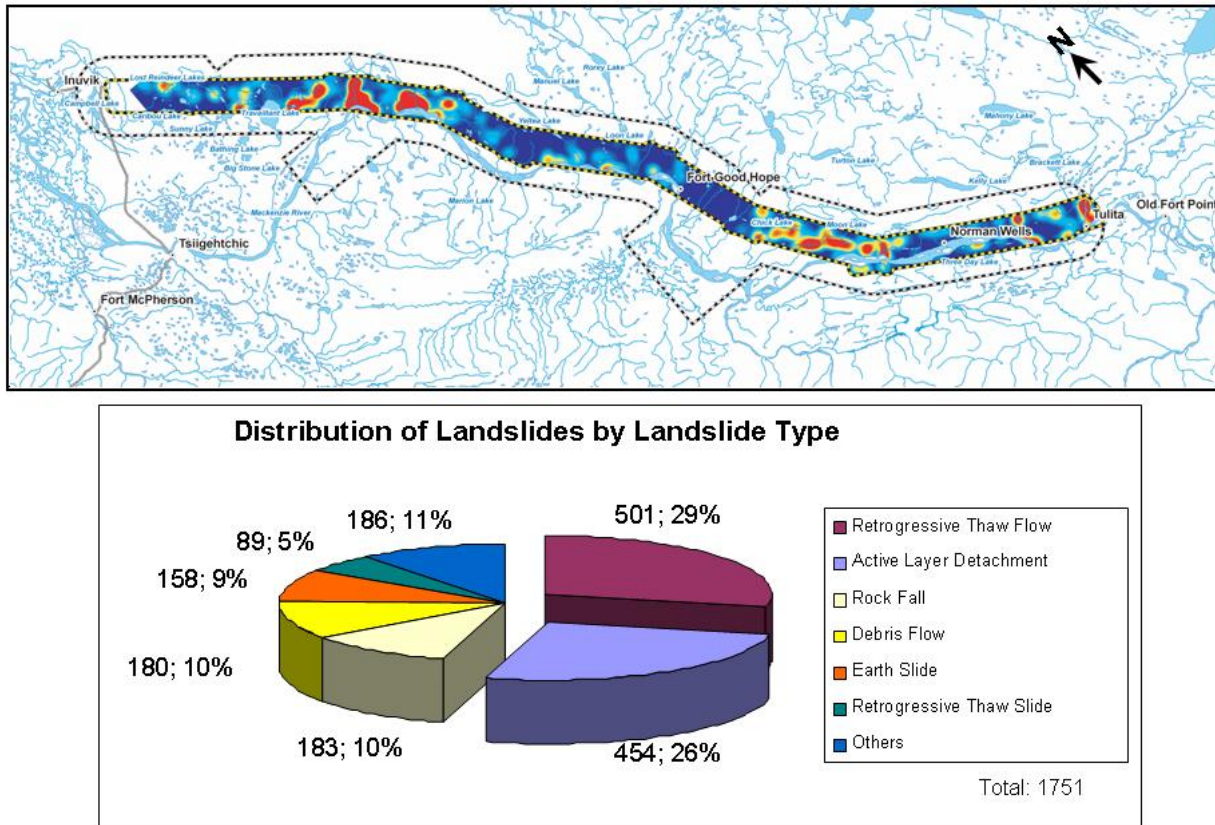 N
Inuvik
Lost Reindeer Lakes
Campbell Lake
Caribou Lake
Sunny Lake
Travaillant Lake
Bathing Lake
Big Stone Lake
Mackenzie River
Manuel Lake
Rorey Lake
Yeltea Lake
Loon Lake
Marion Lake
Fort Good Hope
Turton Lake
Mahony Lake
Brackett Lake
Kelly Lake
Chick Lake
Moon Lake
Norman Wells
Three Day Lake
Tulita
Old Fort Point
Tsiigehtchic
Fort McPherson
Distribution of Landslides by Landslide Type
186; 11%
501; 29%
89; 5%
158; 9%
180; 10%
183; 10%
454; 26%
Retrogressive Thaw Flow
Active Layer Detachment
Rock Fall
Debris Flow
Earth Slide
Retrogressive Thaw Slide
Others
Total: 1751